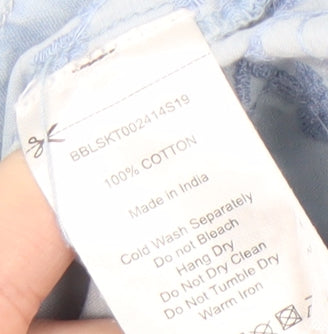 BBLSKT002414S19
100% COTTON
Made in India
Cold Wash Separately
Do not Bleach
Hang Dry
Do Not Dry Clean
Do Not Tumble Dry
Warm Iron